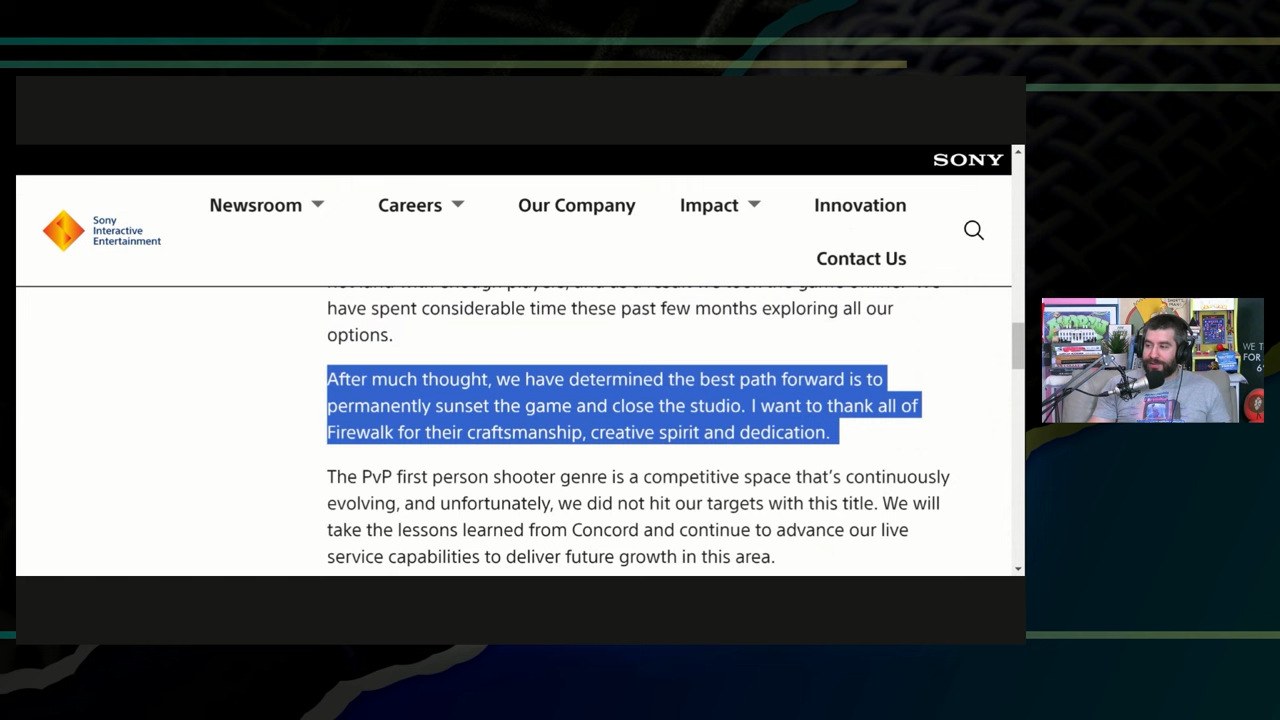 SONY
Newsroom
Careers
Our Company
Impact
Innovation
Contact Us
Sony
Interactive
Entertainment
have spent considerable time these past few months exploring all our
options.
After much thought, we have determined the best path forward is to
permanently sunset the game and close the studio. I want to thank all of
Firewalk for their craftsmanship, creative spirit and dedication.
The PvP first person shooter genre is a competitive space that's continuously
evolving, and unfortunately, we did not hit our targets with this title. We will
take the lessons learned from Concord and continue to advance our live
service capabilities to deliver future growth in this area.
WE T
FOR